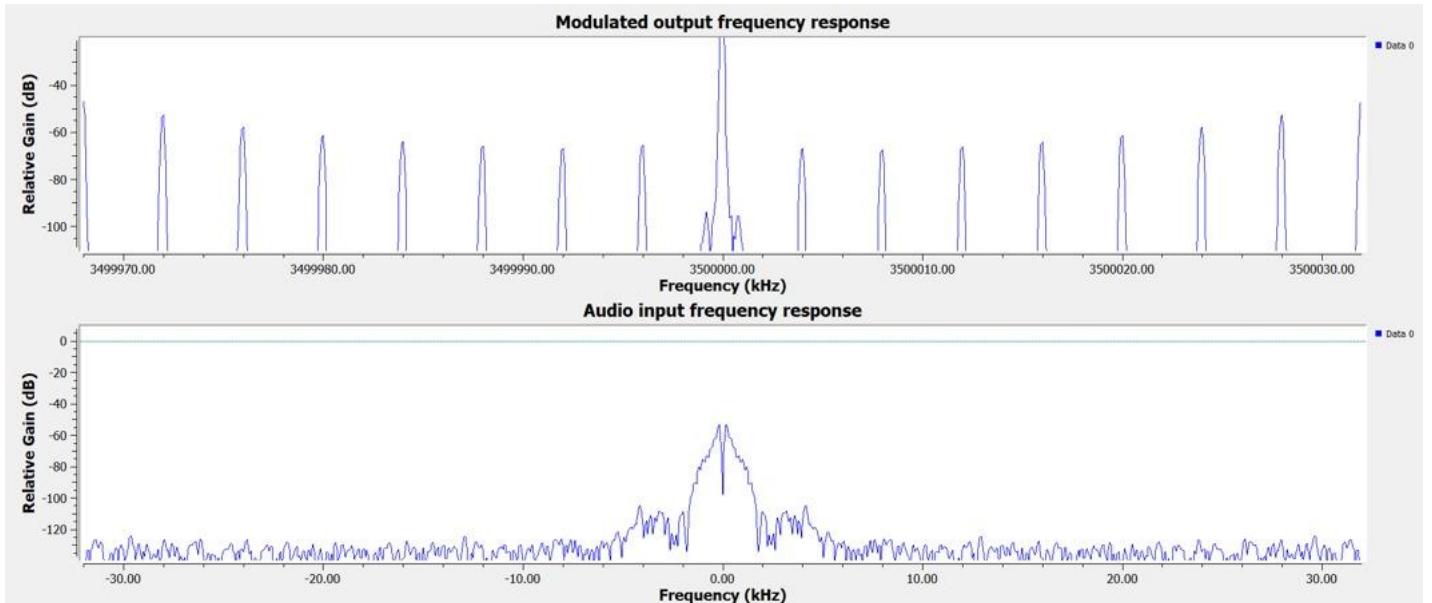 Modulated output frequency response
Data 0
Relative Gain (dB)
-40
-60
-80
-100
3499970.00 3499980.00 3499990.00 3500000.00 3500010.00 3500020.00 3500030.00
Frequency (kHz)
Audio input frequency response
Data 0
Relative Gain (dB)
0
-20
-40
-60
-80
-100
-120
-30.00 -20.00 -10.00 0.00 10.00 20.00 30.00
Frequency (kHz)